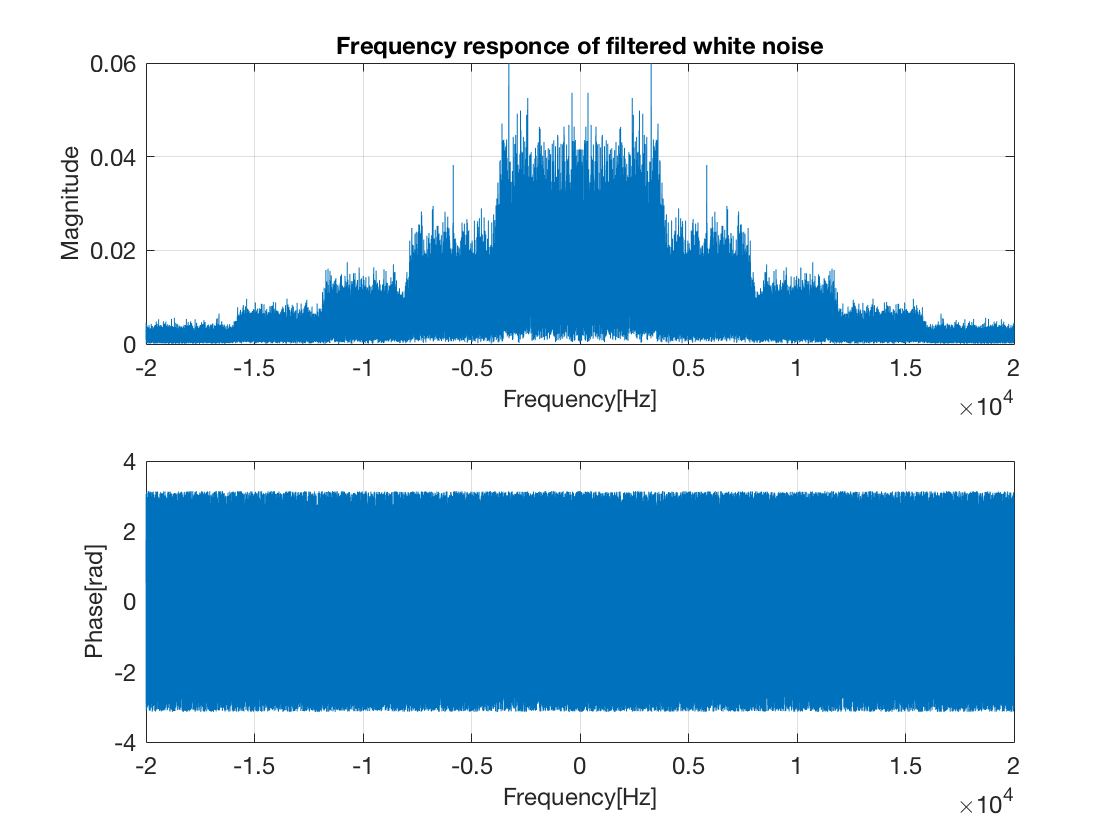 Frequency responce of filtered white noise
0.06
0.04
0.02
0
Magnitude
-2 -1.5 -1 -0.5 0 0.5 1 1.5 2
Frequency[Hz]
×10^4
4
2
0
-2
-4
Phase[rad]
-2 -1.5 -1 -0.5 0 0.5 1 1.5 2
Frequency[Hz]
×10^4